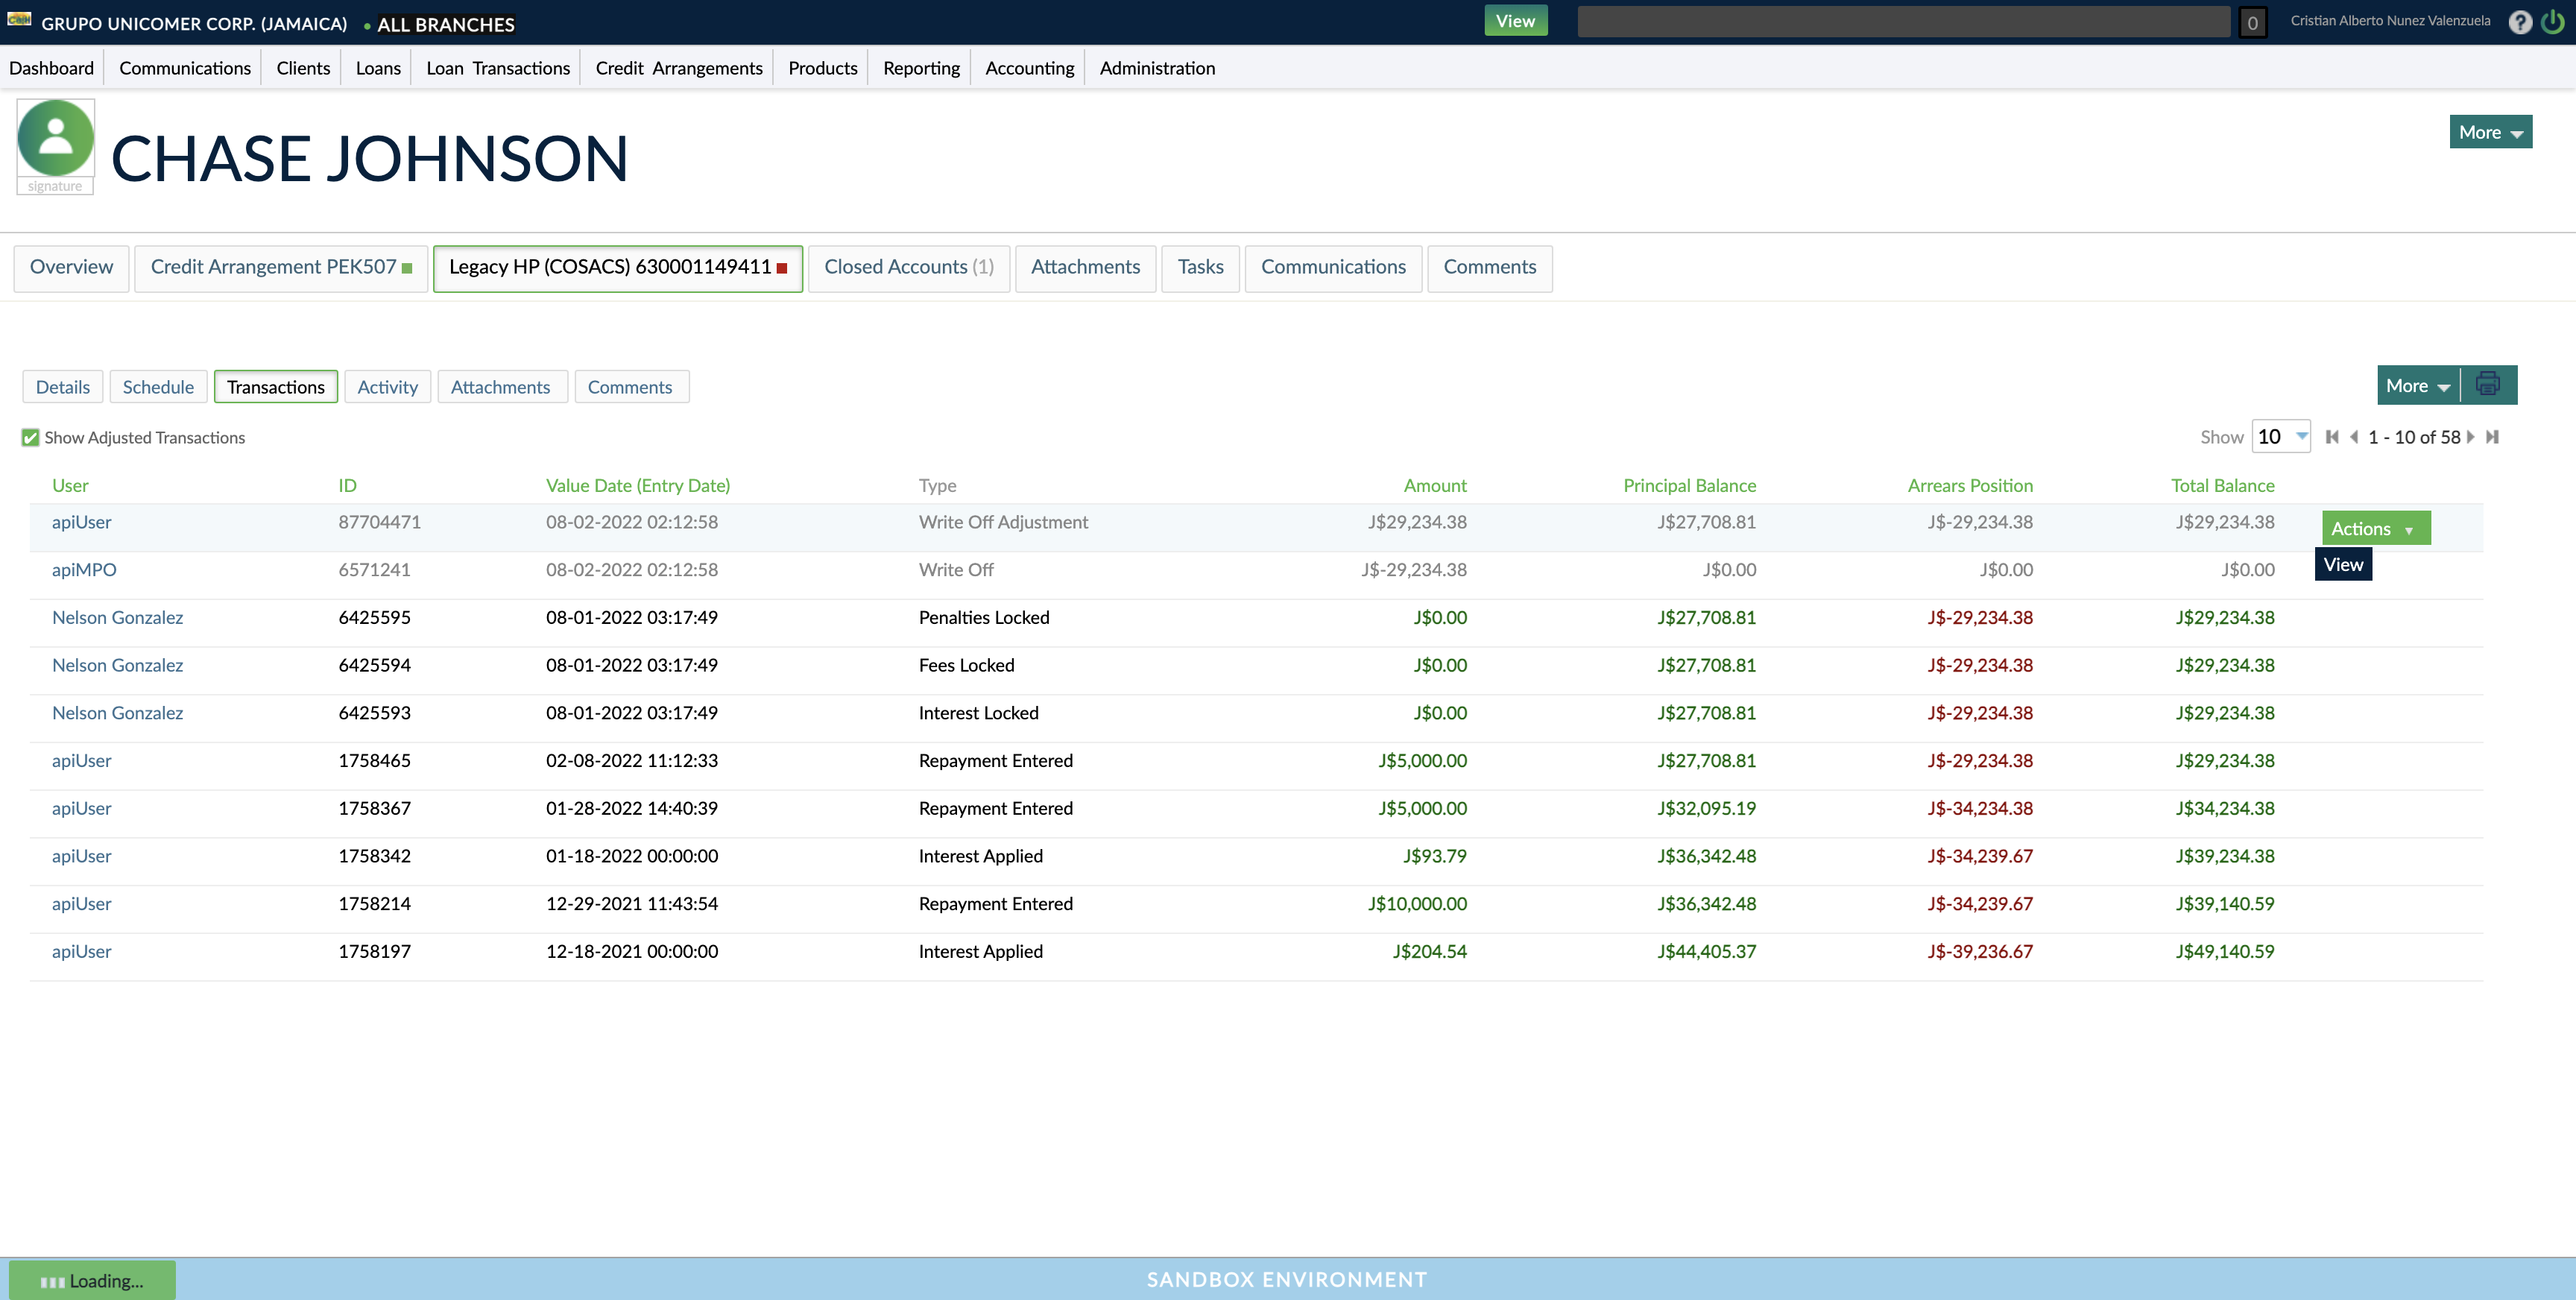 GRUPO UNICOMER CORP. (JAMAICA) • ALL BRANCHES View 0 Cristian Alberto Nunez Valenzuela ?
Dashboard Communications Clients Loans Loan Transactions Credit Arrangements Products Reporting Accounting Administration
CHASE JOHNSON
More
signature
Overview Credit Arrangement PEK507 Legacy HP (COSACS) 630001149411 Closed Accounts (1) Attachments Tasks Communications Comments
Details Schedule Transactions Activity Attachments Comments More
Show Adjusted Transactions Show 10 1 - 10 of 58
User ID Value Date (Entry Date) Type Amount Principal Balance Arrears Position Total Balance
apiUser 87704471 08-02-2022 02:12:58 Write Off Adjustment J$29,234.38 J$27,708.81 J$-29,234.38 J$29,234.38 Actions
View
apiMPO 6571241 08-02-2022 02:12:58 Write Off J$-29,234.38 J$0.00 J$0.00 J$0.00
Nelson Gonzalez 6425595 08-01-2022 03:17:49 Penalties Locked J$0.00 J$27,708.81 J$-29,234.38 J$29,234.38
Nelson Gonzalez 6425594 08-01-2022 03:17:49 Fees Locked J$0.00 J$27,708.81 J$-29,234.38 J$29,234.38
Nelson Gonzalez 6425593 08-01-2022 03:17:49 Interest Locked J$0.00 J$27,708.81 J$-29,234.38 J$29,234.38
apiUser 1758465 02-08-2022 11:12:33 Repayment Entered J$5,000.00 J$27,708.81 J$-29,234.38 J$29,234.38
apiUser 1758367 01-28-2022 14:40:39 Repayment Entered J$5,000.00 J$32,095.19 J$-34,234.38 J$34,234.38
apiUser 1758342 01-18-2022 00:00:00 Interest Applied J$93.79 J$36,342.48 J$-34,239.67 J$39,234.38
apiUser 1758214 12-29-2021 11:43:54 Repayment Entered J$10,000.00 J$36,342.48 J$-34,239.67 J$39,140.59
apiUser 1758197 12-18-2021 00:00:00 Interest Applied J$204.54 J$44,405.37 J$-39,236.67 J$49,140.59
Loading... SANDBOX ENVIRONMENT